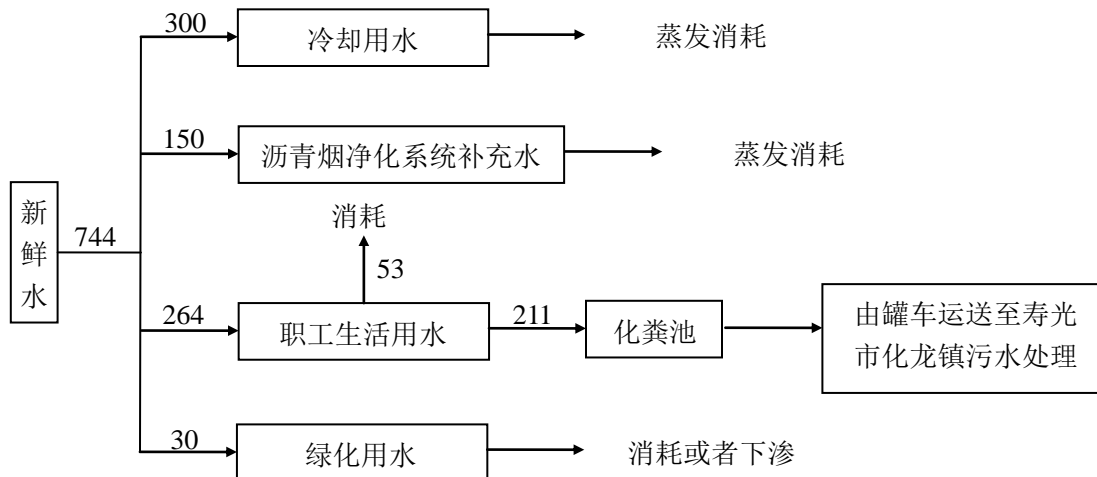 300
冷却用水
蒸发消耗
150
沥青烟净化系统补充水
蒸发消耗
新
鲜
水
744
消耗
53
264
职工生活用水
211
化粪池
由罐车运送至寿光
市化龙镇污水处理
30
绿化用水
消耗或者下渗